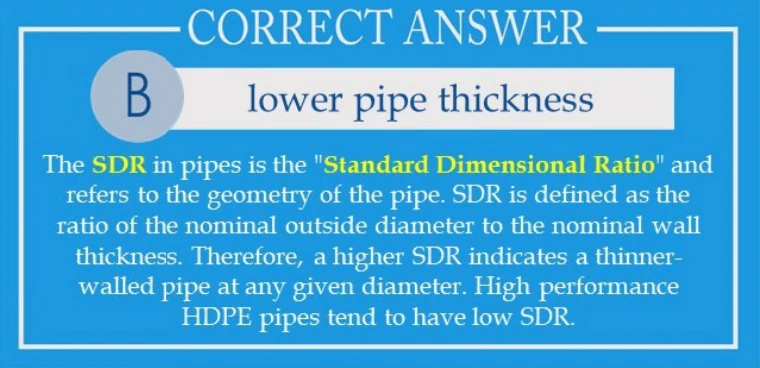 CORRECT ANSWER
B
lower pipe thickness
The SDR in pipes is the "Standard Dimensional Ratio" and
refers to the geometry of the pipe. SDR is defined as the
ratio of the nominal outside diameter to the nominal wall
thickness. Therefore, a higher SDR indicates a thinner-
walled pipe at any given diameter. High performance
HDPE pipes tend to have low SDR.